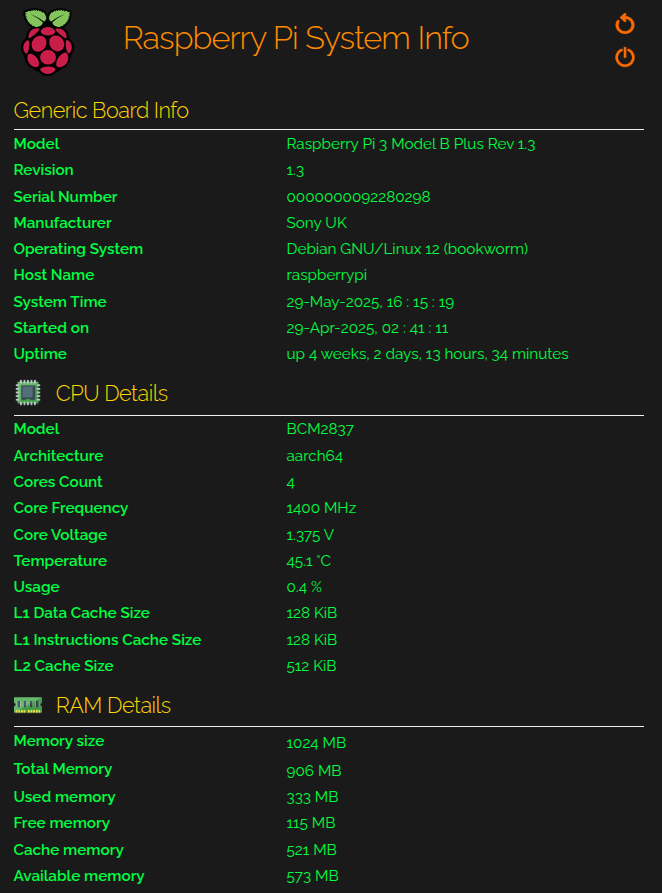 Raspberry Pi System Info
Generic Board Info
Model Raspberry Pi 3 Model B Plus Rev 1.3
Revision 1.3
Serial Number 0000000092280298
Manufacturer Sony UK
Operating System Debian GNU/Linux 12 (bookworm)
Host Name raspberrypi
System Time 29-May-2025, 16 : 15 : 19
Started on 29-Apr-2025, 02 : 41 : 11
Uptime up 4 weeks, 2 days, 13 hours, 34 minutes
CPU Details
Model BCM2837
Architecture aarch64
Cores Count 4
Core Frequency 1400 MHz
Core Voltage 1.375 V
Temperature 45.1 °C
Usage 0.4 %
L1 Data Cache Size 128 KiB
L1 Instructions Cache Size 128 KiB
L2 Cache Size 512 KiB
RAM Details
Memory size 1024 MB
Total Memory 906 MB
Used memory 333 MB
Free memory 115 MB
Cache memory 521 MB
Available memory 573 MB